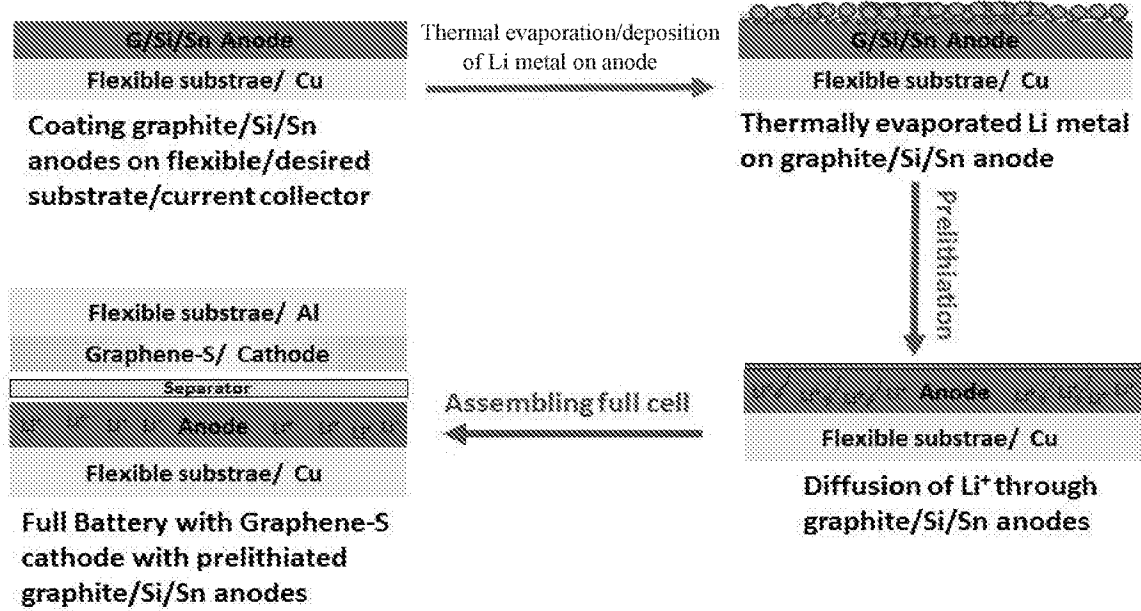 G/Si/Sn Anode
Flexible substrae/ Cu
Coating graphite/Si/Sn
anodes on flexible/desired
substrate/current collector
Thermal evaporation/deposition
of Li metal on anode
G/Si/Sn Anode
Flexible substrae/ Cu
Thermally evaporated Li metal
on graphite/Si/Sn anode
Prelithiation
Anode
Flexible substrae/ Cu
Diffusion of Li⁺ through
graphite/Si/Sn anodes
Assembling full cell
Flexible substrae/ Al
Graphene-S/ Cathode
Separator
Anode
Flexible substrae/ Cu
Full Battery with Graphene-S
cathode with prelithiated
graphite/Si/Sn anodes